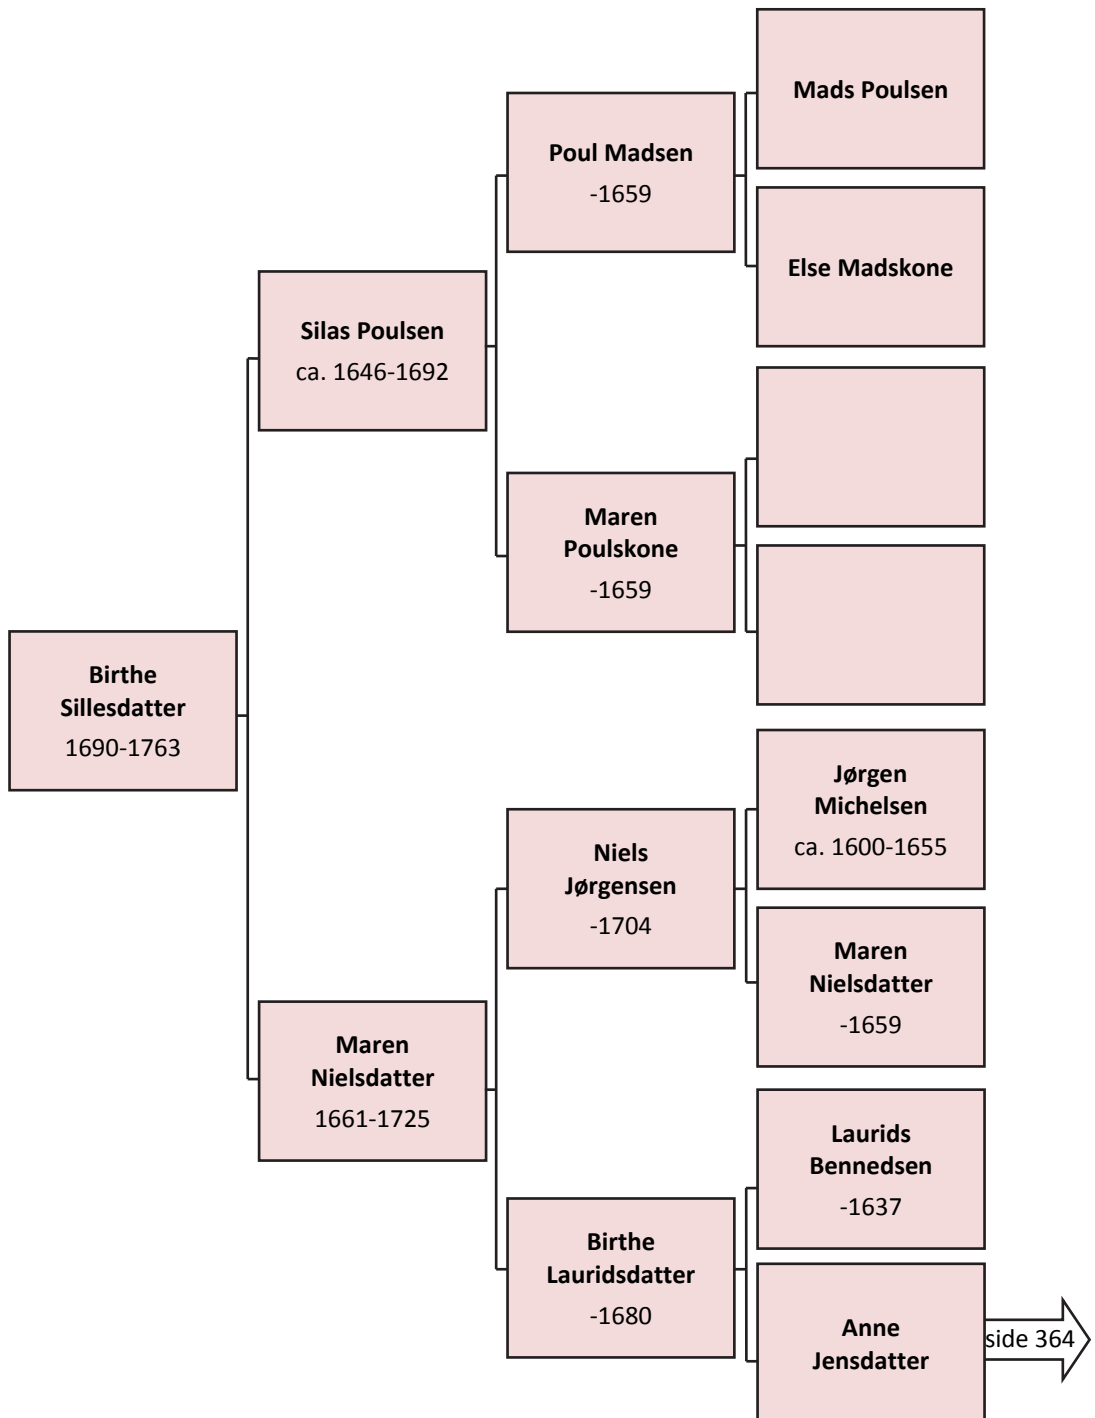 Mads Poulsen
Poul Madsen
-1659
Else Madskone
Silas Poulsen
ca. 1646-1692
Maren
Poulskone
-1659
Birthe
Sillesdatter
1690-1763
Jørgen
Michelsen
ca. 1600-1655
Niels
Jørgensen
-1704
Maren
Nielsdatter
-1659
Maren
Nielsdatter
1661-1725
Laurids
Bennedsen
-1637
Birthe
Lauridsdatter
-1680
Anne
Jensdatter
side 364